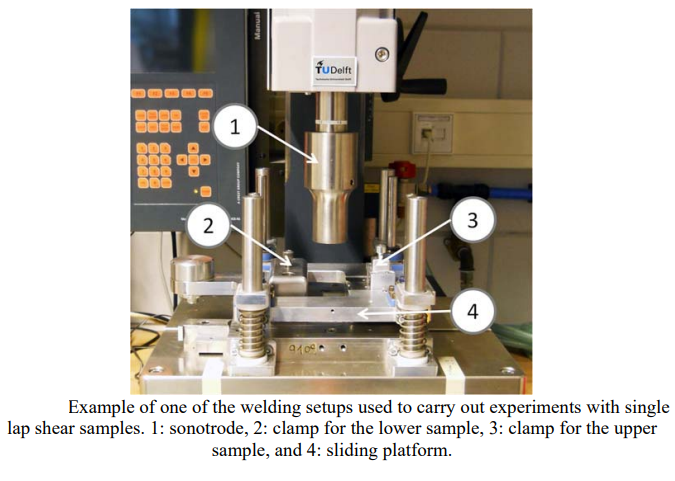 Manual
TUDelft
1
2
3
4
9109
Example of one of the welding setups used to carry out experiments with single
lap shear samples. 1: sonotrode, 2: clamp for the lower sample, 3: clamp for the upper
sample, and 4: sliding platform.